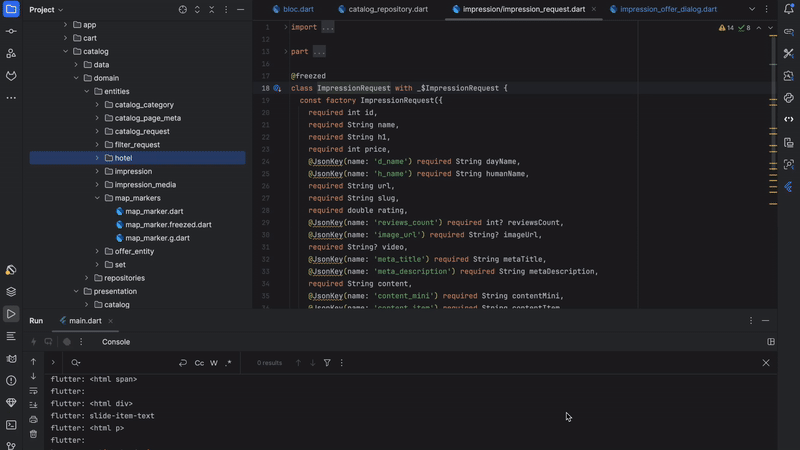 Project
bloc.dart
catalog_repository.dart
impression/impression_request.dart
impression_offer_dialog.dart
app
cart
catalog
data
domain
entities
catalog_category
catalog_page_meta
catalog_request
filter_request
hotel
impression
impression_media
map_markers
map_marker.dart
map_marker.freezed.dart
map_marker.g.dart
offer_entity
set
repositories
presentation
catalog
14 8
1 import ...
12
13 part ...
16
17 @freezed
18 class ImpressionRequest with _$ImpressionRequest {
19 const factory ImpressionRequest({
20 required int id,
21 required String name,
22 required String h1,
23 required int price,
24 @JsonKey(name: 'd_name') required String dayName,
25 @JsonKey(name: 'h_name') required String humanName,
26 required String url,
27 required String slug,
28 required double rating,
29 @JsonKey(name: 'reviews_count') required int? reviewsCount,
30 @JsonKey(name: 'image_url') required String? imageUrl,
31 required String? video,
32 @JsonKey(name: 'meta_title') required String metaTitle,
33 @JsonKey(name: 'meta_description') required String metaDescription,
34 required String content,
35 @JsonKey(name: 'content_mini') required String contentMini,
@JsonKey(name: 'content_item') required String contentItem
Run
main.dart
Console
Cc W .*
0 results
flutter: <html span>
flutter:
flutter: <html div>
flutter: slide-item-text
flutter: <html p>
flutter: